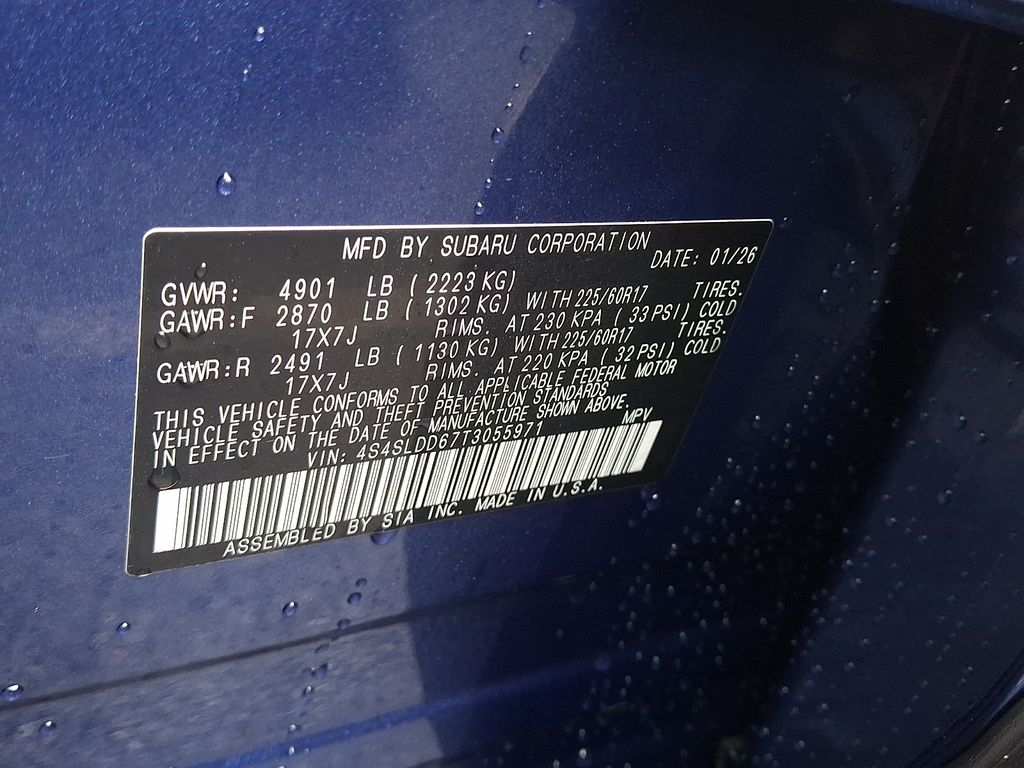 MFD BY SUBARU CORPORATION
DATE: 01/26
GVWR: 4901 LB (2223 KG)
GAWR:F 2870 LB (1302 KG) WITH 225/60R17 TIRES.
17X7J RIMS. AT 230 KPA (33 PSI) COLD
GAWR:R 2491 LB (1130 KG) WITH 225/60R17 TIRES.
17X7J RIMS. AT 220 KPA (32 PSI) COLD
THIS VEHICLE CONFORMS TO ALL APPLICABLE FEDERAL MOTOR
VEHICLE SAFETY AND THEFT PREVENTION STANDARDS
IN EFFECT ON THE DATE OF MANUFACTURE SHOWN ABOVE.
VIN: 4S4SLDD67T3055971 MPV
ASSEMBLED BY SIA INC. MADE IN U.S.A.